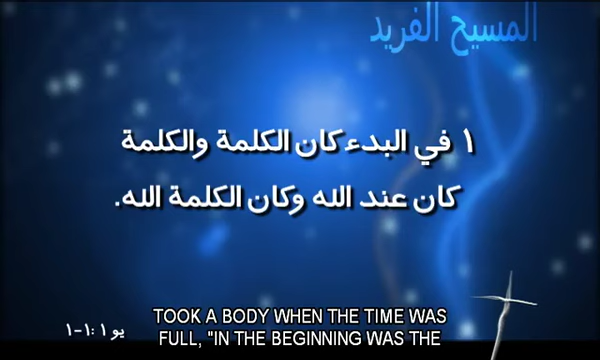 المسيح الفريد
١ في البدء كان الكلمة والكلمة
كان عند الله وكان الكلمة الله.
يو ١:١-١
TOOK A BODY WHEN THE TIME WAS
FULL, "IN THE BEGINNING WAS THE